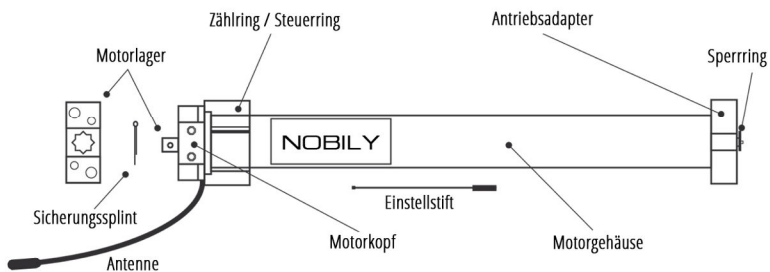 Zählring / Steuerring
Antriebsadapter
Motorlager
Sperrring
NOBILY
Einstellstift
Sicherungssplint
Motorkopf
Motorgehäuse
Antenne